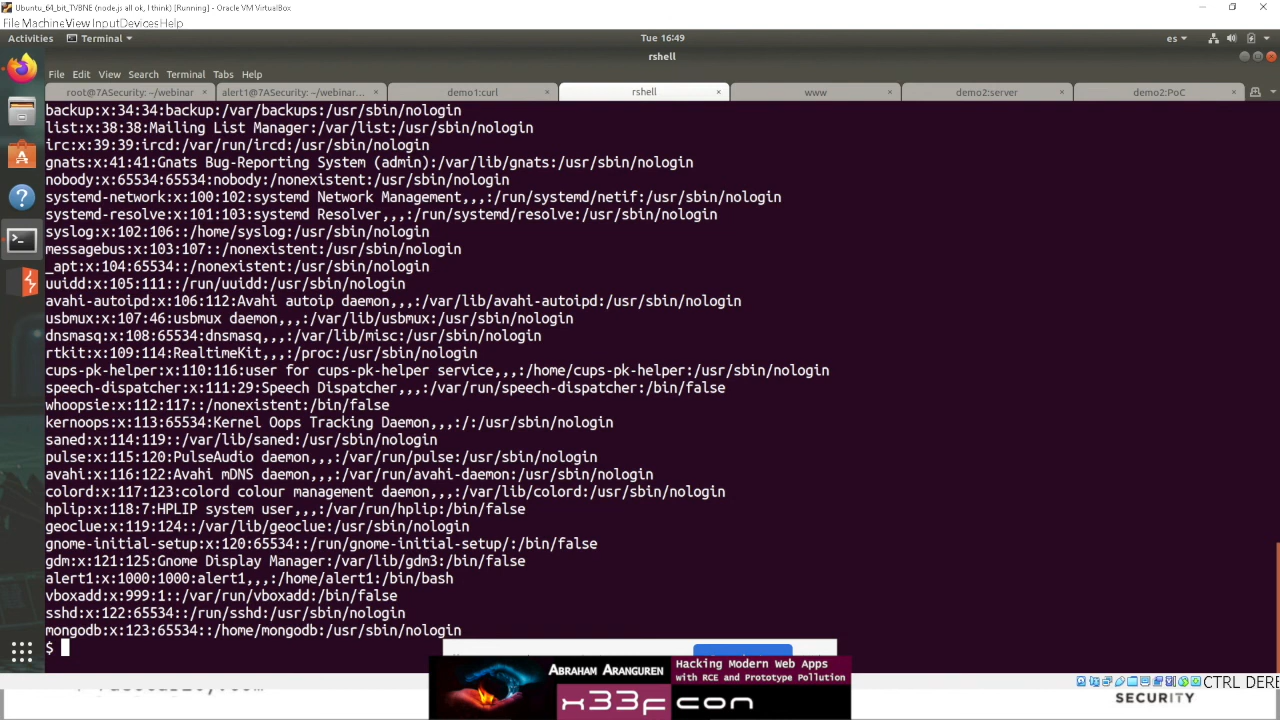 Ubuntu_64_bit_TVBNE (node.js all ok, I think) [Running] - Oracle VM VirtualBox
File Machine View Input Devices Help
Activities Terminal Tue 16:49 es
rshell
File Edit View Search Terminal Tabs Help
root@7ASecurity: ~/webinar × alert1@7ASecurity: ~/webinar... × demo1:curl × rshell × www × demo2:server × demo2:PoC ×
backup:x:34:34:backup:/var/backups:/usr/sbin/nologin
list:x:38:38:Mailing List Manager:/var/list:/usr/sbin/nologin
irc:x:39:39:ircd:/var/run/ircd:/usr/sbin/nologin
gnats:x:41:41:Gnats Bug-Reporting System (admin):/var/lib/gnats:/usr/sbin/nologin
nobody:x:65534:65534:nobody:/nonexistent:/usr/sbin/nologin
systemd-network:x:100:102:systemd Network Management,,,:/run/systemd/netif:/usr/sbin/nologin
systemd-resolve:x:101:103:systemd Resolver,,,:/run/systemd/resolve:/usr/sbin/nologin
syslog:x:102:106::/home/syslog:/usr/sbin/nologin
messagebus:x:103:107::/nonexistent:/usr/sbin/nologin
_apt:x:104:65534::/nonexistent:/usr/sbin/nologin
uuidd:x:105:111::/run/uuidd:/usr/sbin/nologin
avahi-autoipd:x:106:112:Avahi autoip daemon,,,:/var/lib/avahi-autoipd:/usr/sbin/nologin
usbmux:x:107:46:usbmux daemon,,,:/var/lib/usbmux:/usr/sbin/nologin
dnsmasq:x:108:65534:dnsmasq,,,:/var/lib/misc:/usr/sbin/nologin
rtkit:x:109:114:RealtimeKit,,,:/proc:/usr/sbin/nologin
cups-pk-helper:x:110:116:user for cups-pk-helper service,,,:/home/cups-pk-helper:/usr/sbin/nologin
speech-dispatcher:x:111:29:Speech Dispatcher,,,:/var/run/speech-dispatcher:/bin/false
whoopsie:x:112:117::/nonexistent:/bin/false
kernoops:x:113:65534:Kernel Oops Tracking Daemon,,,:/:/usr/sbin/nologin
saned:x:114:119::/var/lib/saned:/usr/sbin/nologin
pulse:x:115:120:PulseAudio daemon,,,:/var/run/pulse:/usr/sbin/nologin
avahi:x:116:122:Avahi mDNS daemon,,,:/var/run/avahi-daemon:/usr/sbin/nologin
colord:x:117:123:colord colour management daemon,,,:/var/lib/colord:/usr/sbin/nologin
hplip:x:118:7:HPLIP system user,,,:/var/run/hplip:/bin/false
geoclue:x:119:124::/var/lib/geoclue:/usr/sbin/nologin
gnome-initial-setup:x:120:65534::/run/gnome-initial-setup/:/bin/false
gdm:x:121:125:Gnome Display Manager:/var/lib/gdm3:/bin/false
alert1:x:1000:1000:alert1,,,:/home/alert1:/bin/bash
vboxadd:x:999:1::/var/run/vboxadd:/bin/false
sshd:x:122:65534::/run/sshd:/usr/sbin/nologin
mongodb:x:123:65534::/home/mongodb:/usr/sbin/nologin
$
ABRAHAM ARANGUREN
Hacking Modern Web Apps
with RCE and Prototype Pollution
x33fcon
CTRL DERE
SECURITY